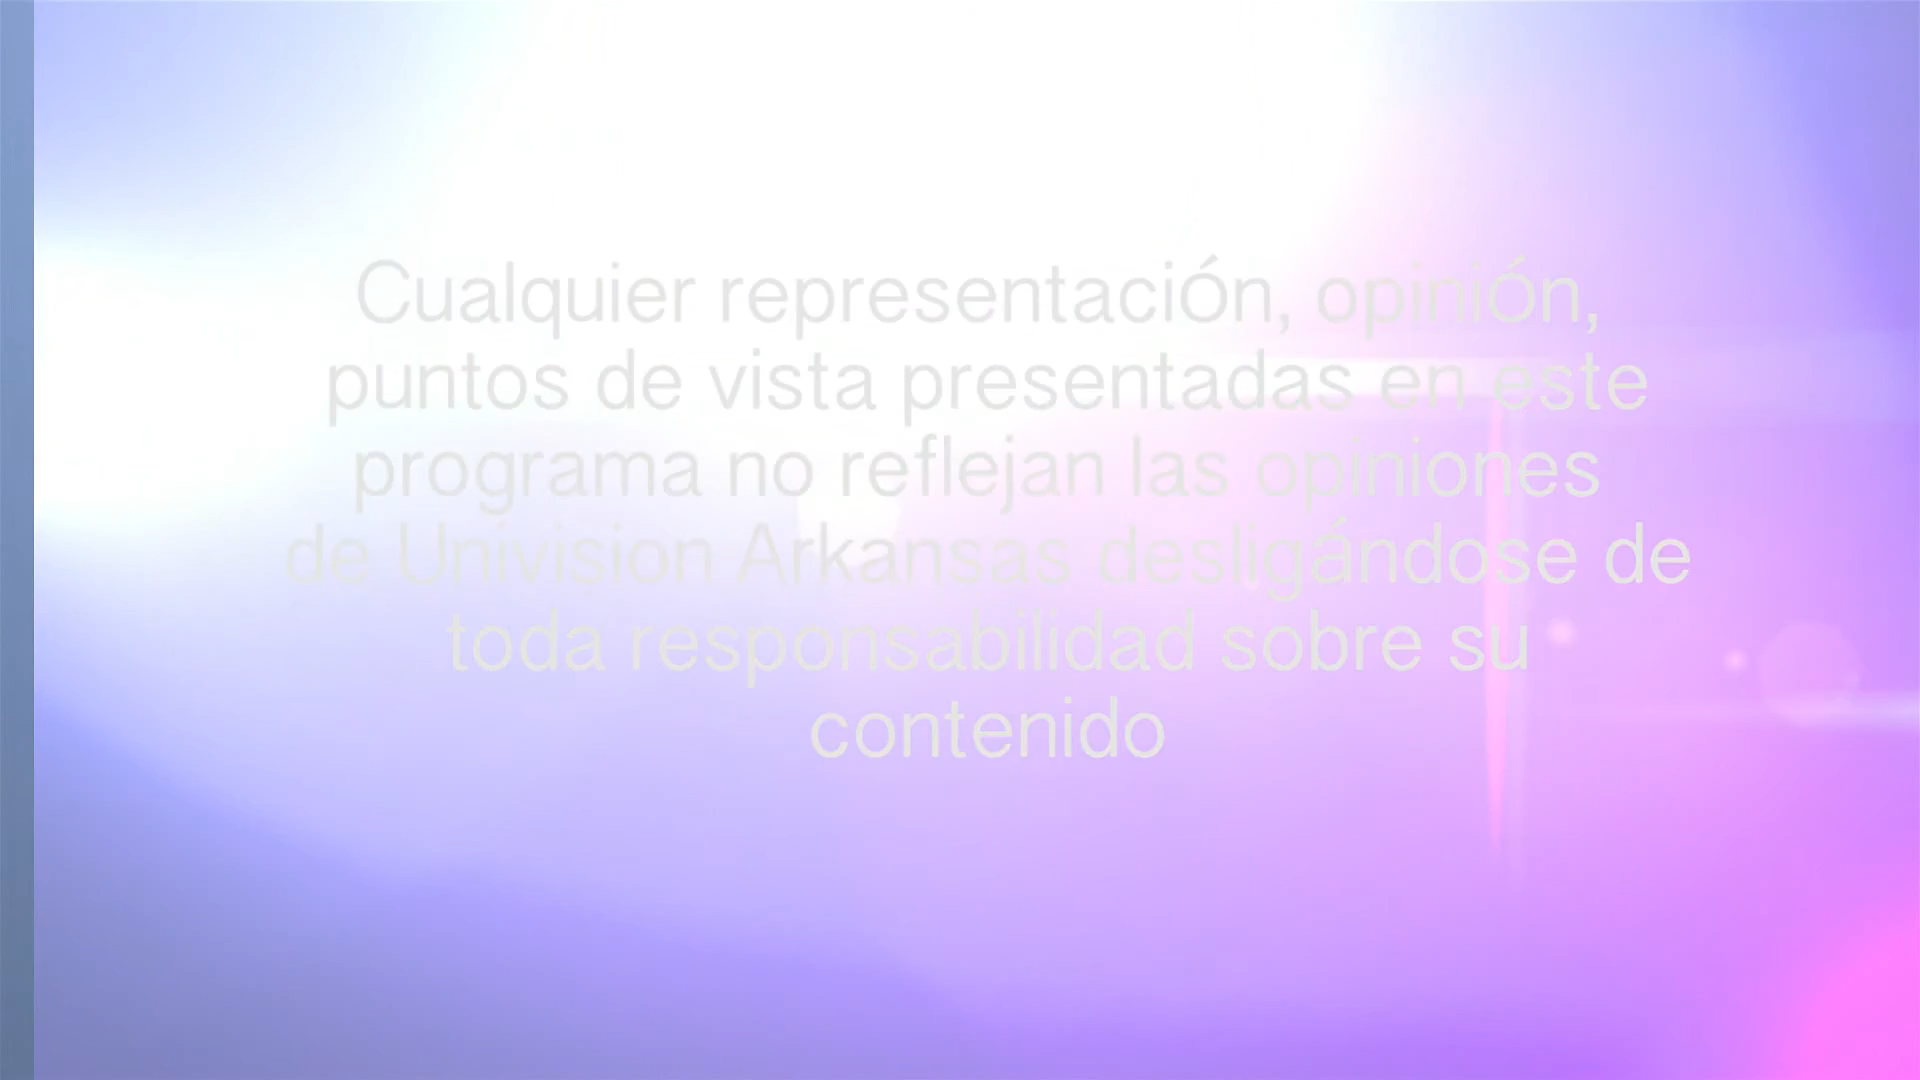 Cualquier representación, opinión,
puntos de vista presentadas en este
programa no reflejan las opiniones
de Univision Arkansas desligándose de
toda responsabilidad sobre su
contenido